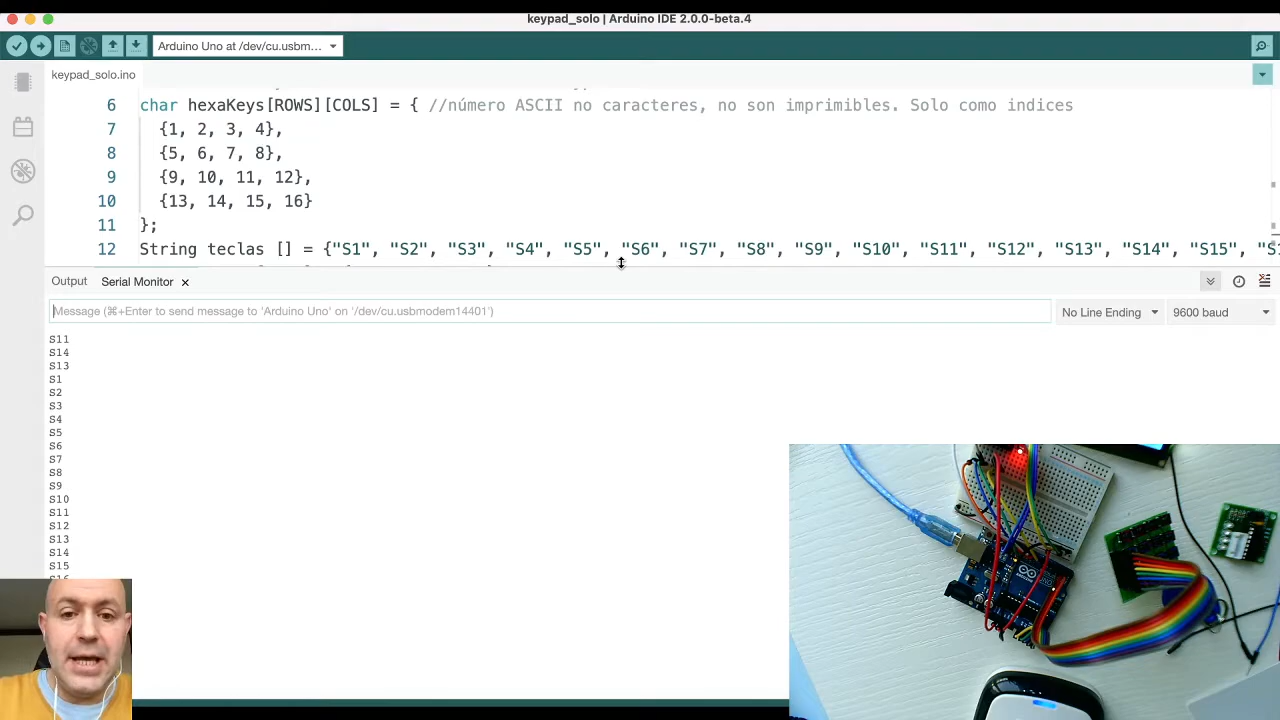 keypad_solo | Arduino IDE 2.0.0-beta.4
Arduino Uno at /dev/cu.usbm...
keypad_solo.ino
6 char hexaKeys[ROWS][COLS] = { //número ASCII no caracteres, no son imprimibles. Solo como indices
7 {1, 2, 3, 4},
8 {5, 6, 7, 8},
9 {9, 10, 11, 12},
10 {13, 14, 15, 16}
11 };
12 String teclas [] = {"S1", "S2", "S3", "S4", "S5", "S6", "S7", "S8", "S9", "S10", "S11", "S12", "S13", "S14", "S15",
Output Serial Monitor
Message (⌘+Enter to send message to 'Arduino Uno' on '/dev/cu.usbmodem14401')
No Line Ending 9600 baud
S11
S14
S13
S1
S2
S3
S4
S5
S6
S7
S8
S9
S10
S11
S12
S13
S14
S15